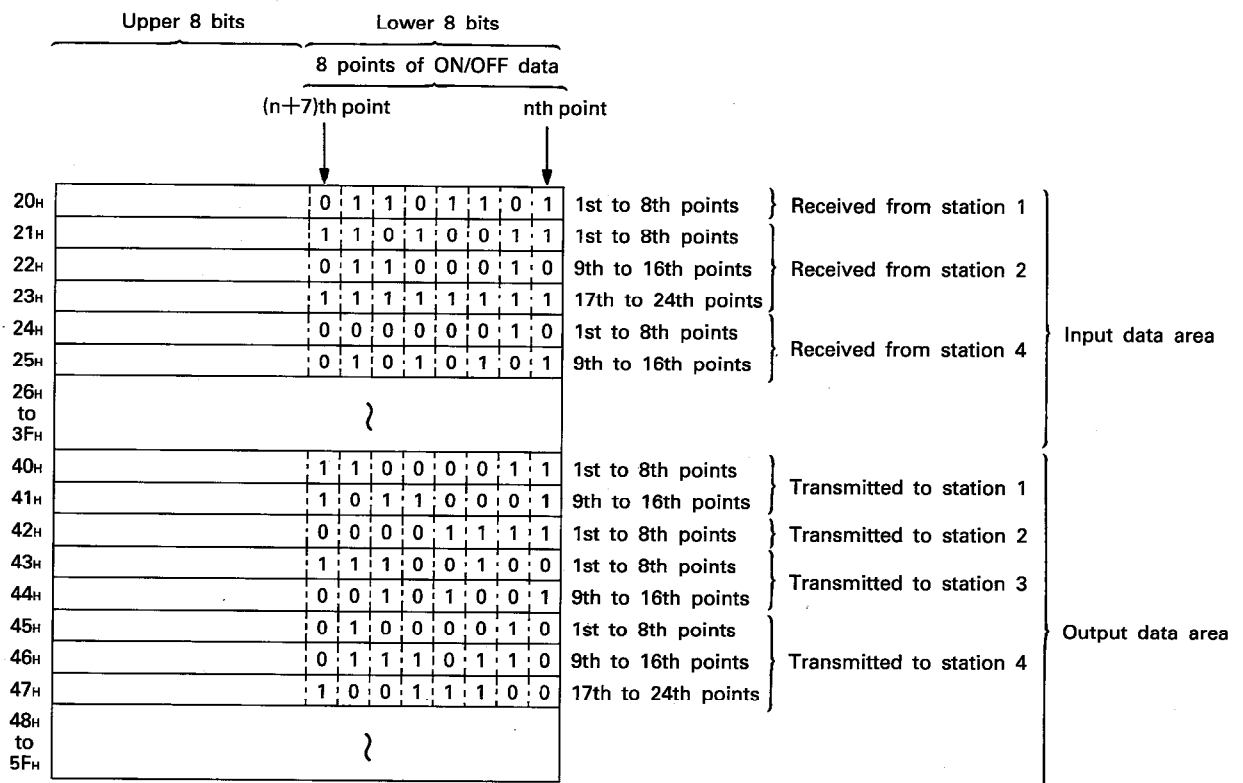 Upper 8 bits Lower 8 bits
8 points of ON/OFF data
(n+7)th point nth point
20H 0 1 1 0 1 1 0 1 1st to 8th points Received from station 1
21H 1 1 0 1 0 0 1 1 1st to 8th points
22H 0 1 1 0 0 0 1 0 9th to 16th points Received from station 2
23H 1 1 1 1 1 1 1 1 17th to 24th points
24H 0 0 0 0 0 0 1 0 1st to 8th points
25H 0 1 0 1 0 1 0 1 9th to 16th points Received from station 4
Input data area
26H
to
3FH
40H 1 1 0 0 0 0 1 1 1st to 8th points
41H 1 0 1 1 0 0 0 1 9th to 16th points Transmitted to station 1
42H 0 0 0 0 1 1 1 1 1st to 8th points Transmitted to station 2
43H 1 1 1 0 0 1 0 0 1st to 8th points
44H 0 0 1 0 1 0 0 1 9th to 16th points Transmitted to station 3
45H 0 1 0 0 0 0 1 0 1st to 8th points
46H 0 1 1 1 0 1 1 0 9th to 16th points Transmitted to station 4
47H 1 0 0 1 1 1 0 0 17th to 24th points
Output data area
48H
to
5FH